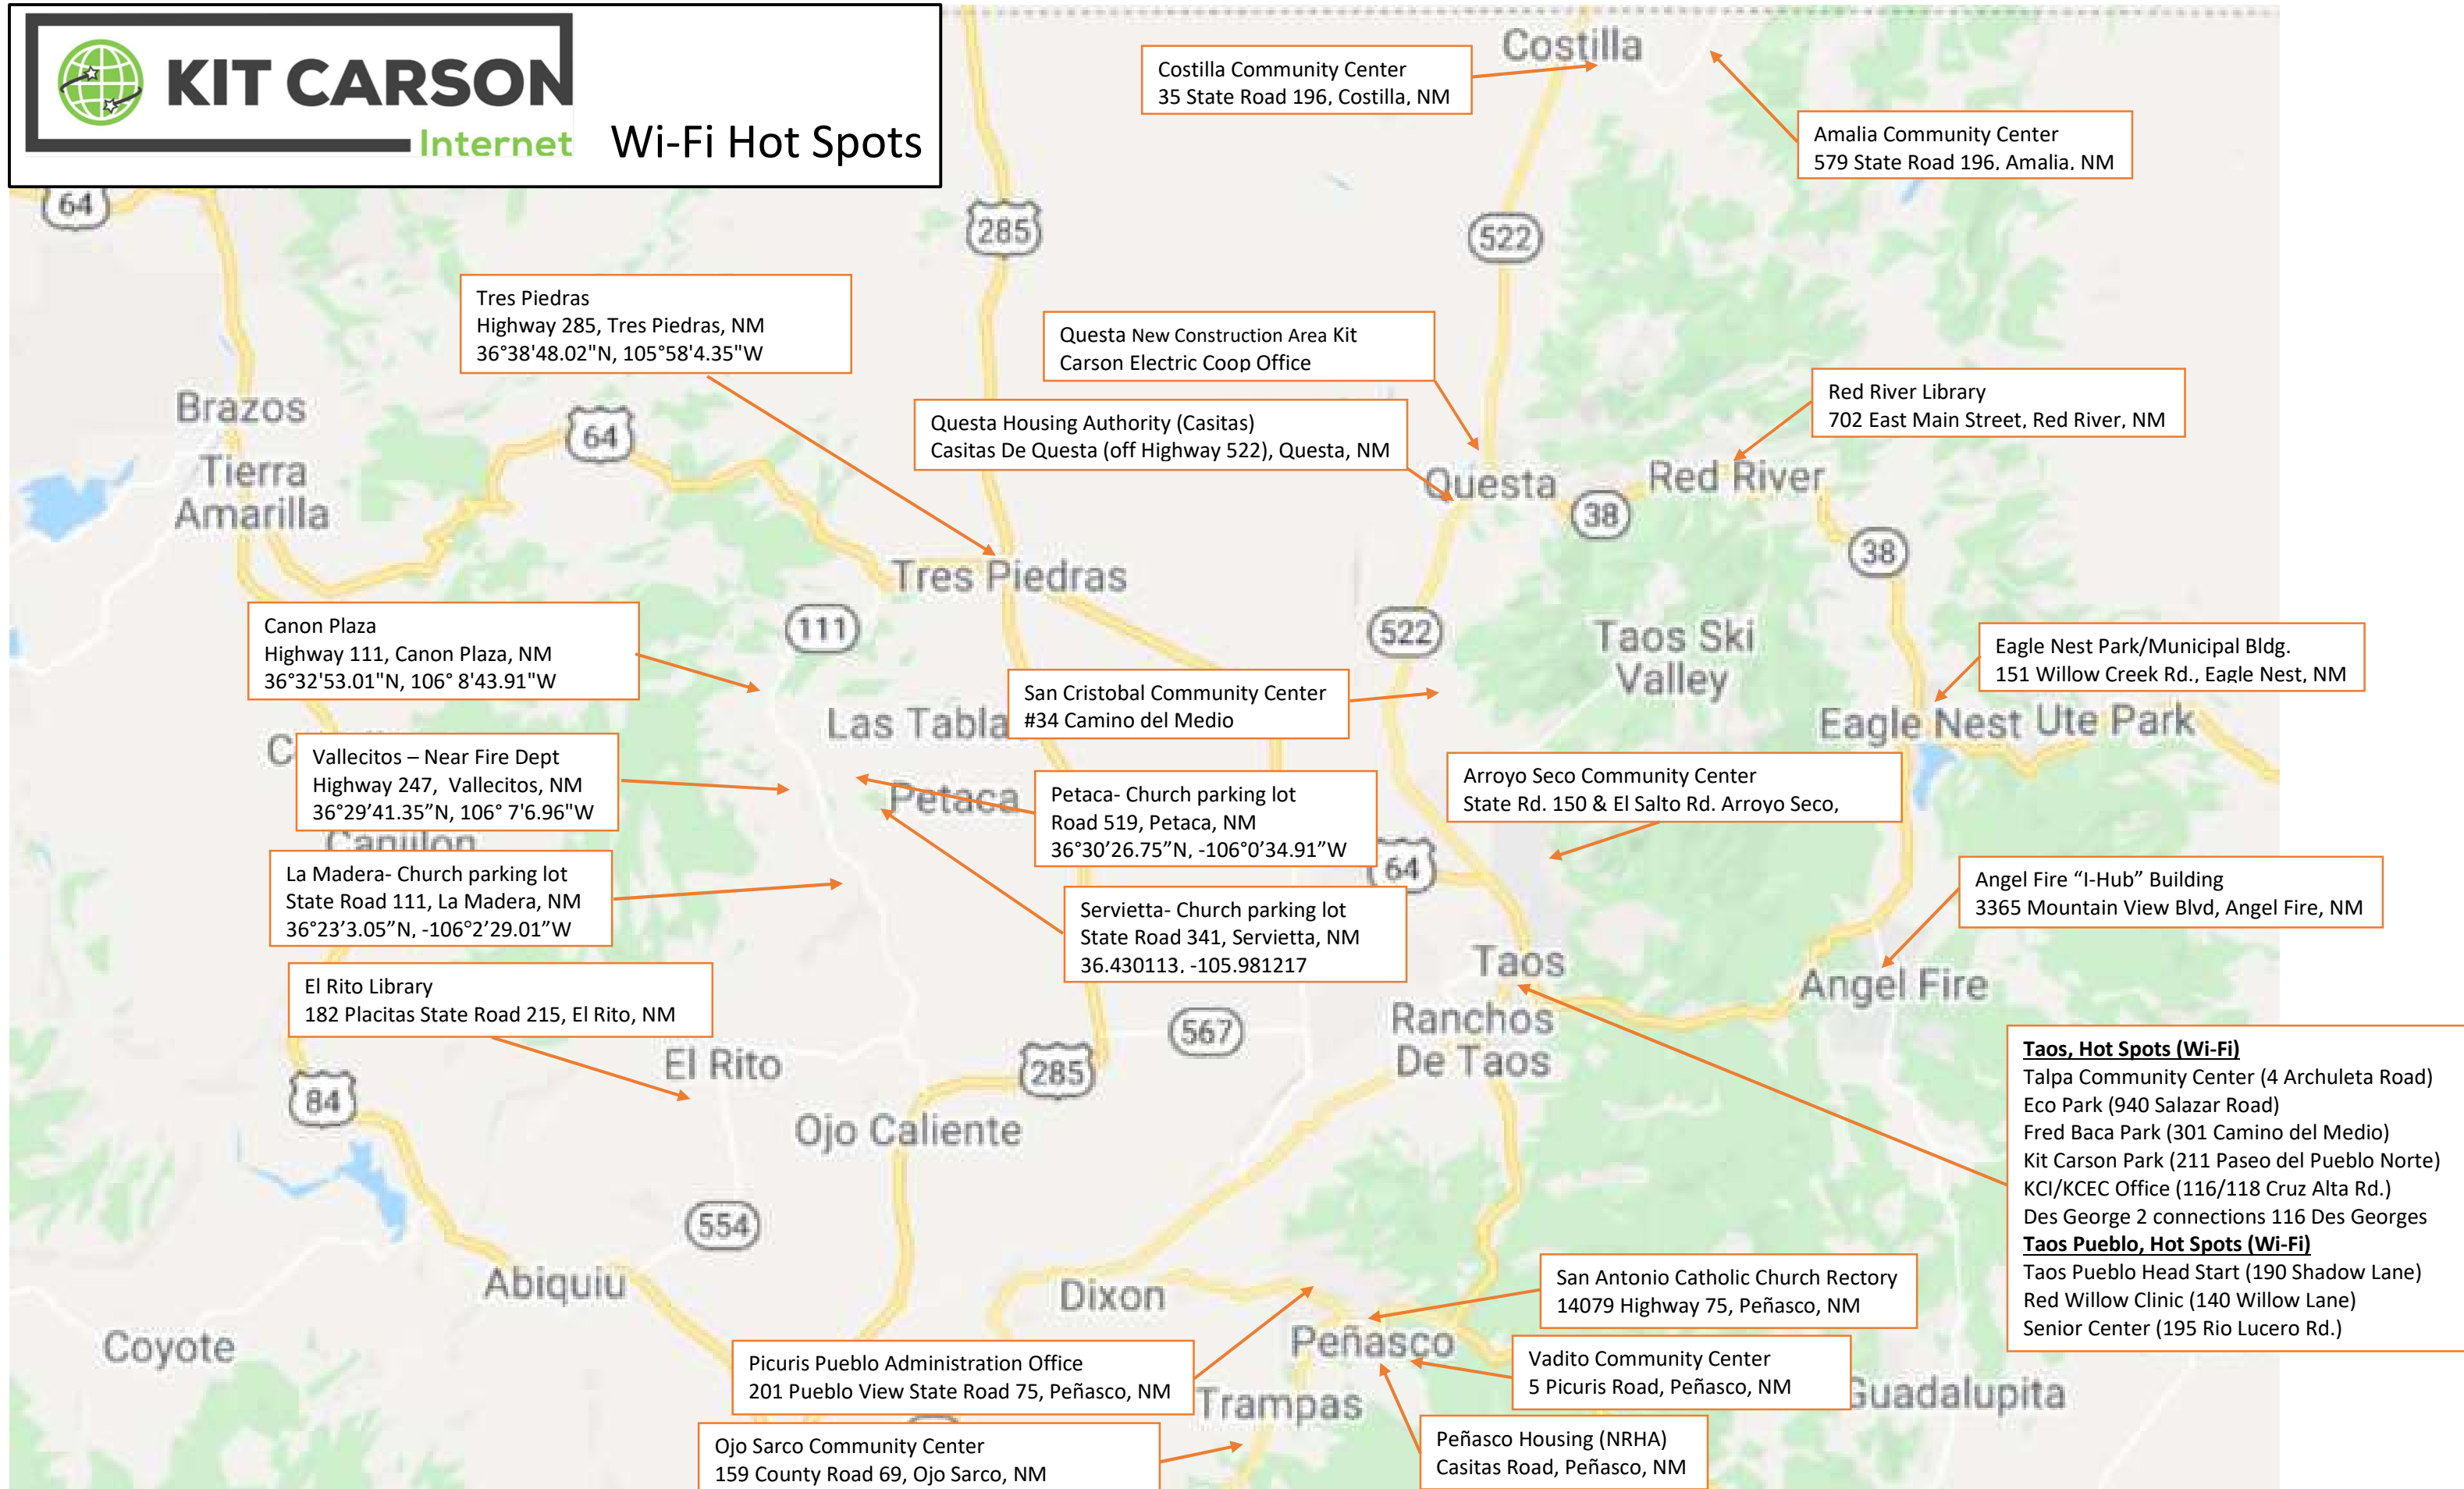 KIT CARSON
Internet
Wi-Fi Hot Spots
Costilla
Costilla Community Center
35 State Road 196, Costilla, NM
Amalia Community Center
579 State Road 196, Amalia, NM
64
285
522
Tres Piedras
Highway 285, Tres Piedras, NM
36°38'48.02"N, 105°58'4.35"W
Questa New Construction Area Kit
Carson Electric Coop Office
Questa Housing Authority (Casitas)
Casitas De Questa (off Highway 522), Questa, NM
Red River Library
702 East Main Street, Red River, NM
Brazos
64
Tierra
Amarilla
Questa
Red River
38
38
Tres Piedras
Canon Plaza
Highway 111, Canon Plaza, NM
36°32'53.01"N, 106° 8'43.91"W
111
522
Taos Ski
Valley
Eagle Nest Park/Municipal Bldg.
151 Willow Creek Rd., Eagle Nest, NM
San Cristobal Community Center
#34 Camino del Medio
Las Tabla
Eagle Nest
Ute Park
Vallecitos – Near Fire Dept
Highway 247,  Vallecitos, NM
36°29’41.35”N, 106° 7'6.96"W
Petaca
Petaca- Church parking lot
Road 519, Petaca, NM
36°30’26.75”N, -106°0’34.91”W
Arroyo Seco Community Center
State Rd. 150 & El Salto Rd. Arroyo Seco,
Canjilon
La Madera- Church parking lot
State Road 111, La Madera, NM
36°23’3.05”N, -106°2’29.01”W
64
Servietta- Church parking lot
State Road 341, Servietta, NM
36.430113, -105.981217
Angel Fire “I-Hub” Building
3365 Mountain View Blvd, Angel Fire, NM
El Rito Library
182 Placitas State Road 215, El Rito, NM
Taos
Angel Fire
Ranchos
De Taos
567
El Rito
285
84
Ojo Caliente
Taos, Hot Spots (Wi-Fi)
Talpa Community Center (4 Archuleta Road)
Eco Park (940 Salazar Road)
Fred Baca Park (301 Camino del Medio)
Kit Carson Park (211 Paseo del Pueblo Norte)
KCI/KCEC Office (116/118 Cruz Alta Rd.)
Des George 2 connections 116 Des Georges
Taos Pueblo, Hot Spots (Wi-Fi)
Taos Pueblo Head Start (190 Shadow Lane)
Red Willow Clinic (140 Willow Lane)
Senior Center (195 Rio Lucero Rd.)
554
Abiquiu
Dixon
San Antonio Catholic Church Rectory
14079 Highway 75, Peñasco, NM
Coyote
Peñasco
Picuris Pueblo Administration Office
201 Pueblo View State Road 75, Peñasco, NM
Vadito Community Center
5 Picuris Road, Peñasco, NM
Trampas
Guadalupita
Ojo Sarco Community Center
159 County Road 69, Ojo Sarco, NM
Peñasco Housing (NRHA)
Casitas Road, Peñasco, NM